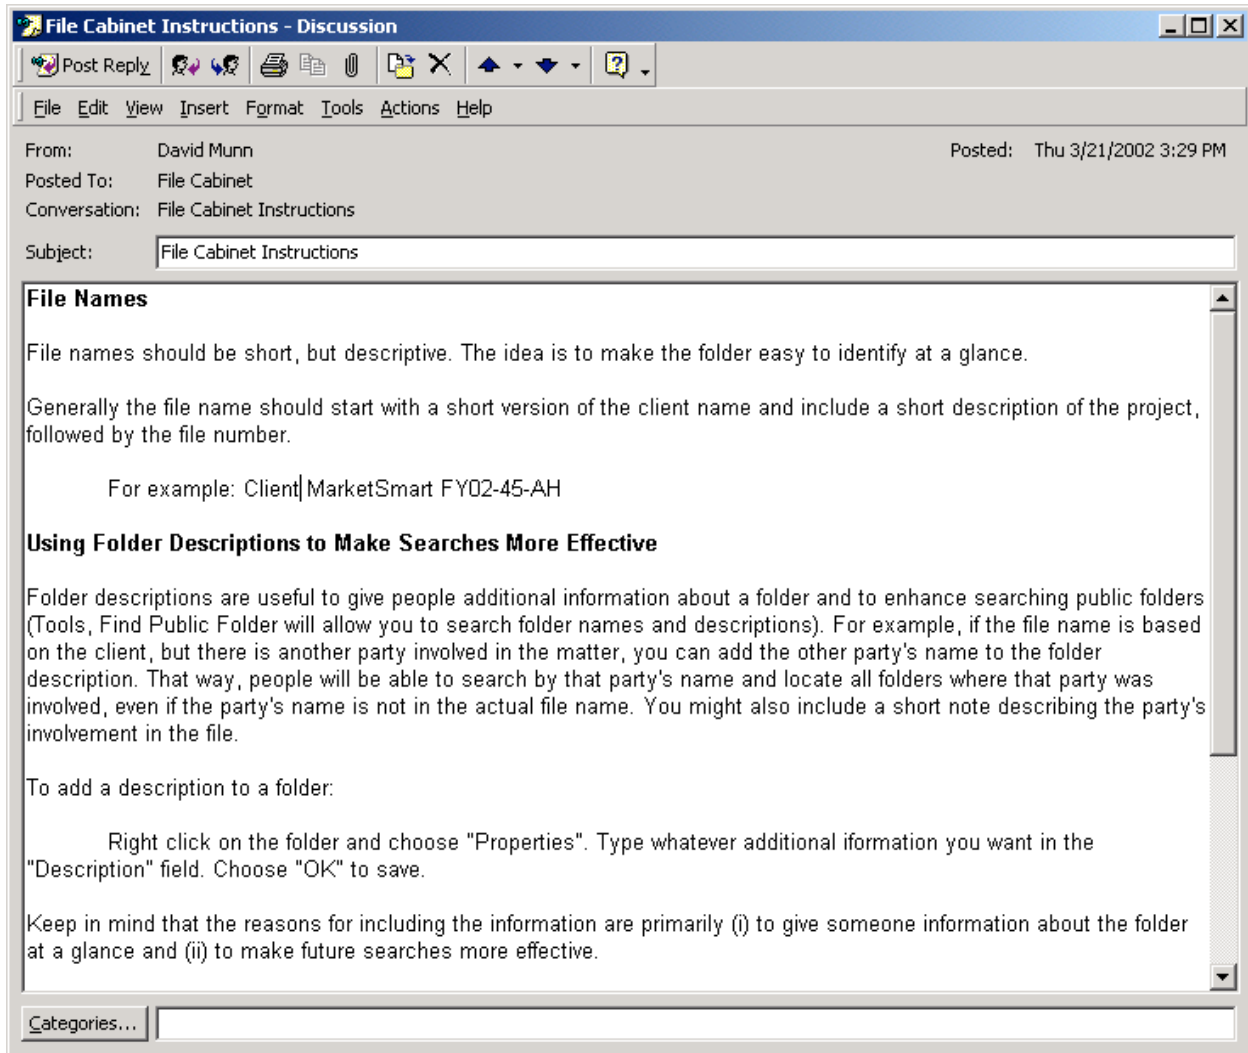 File Cabinet Instructions - Discussion
Post Reply
File Edit View Insert Format Tools Actions Help
From: David Munn Posted: Thu 3/21/2002 3:29 PM
Posted To: File Cabinet
Conversation: File Cabinet Instructions
Subject: File Cabinet Instructions
File Names
File names should be short, but descriptive. The idea is to make the folder easy to identify at a glance.
Generally the file name should start with a short version of the client name and include a short description of the project,
followed by the file number.
For example: Client MarketSmart FY02-45-AH
Using Folder Descriptions to Make Searches More Effective
Folder descriptions are useful to give people additional information about a folder and to enhance searching public folders
(Tools, Find Public Folder will allow you to search folder names and descriptions). For example, if the file name is based
on the client, but there is another party involved in the matter, you can add the other party's name to the folder
description. That way, people will be able to search by that party's name and locate all folders where that party was
involved, even if the party's name is not in the actual file name. You might also include a short note describing the party's
involvement in the file.
To add a description to a folder:
Right click on the folder and choose "Properties". Type whatever additional iformation you want in the
"Description" field. Choose "OK" to save.
Keep in mind that the reasons for including the information are primarily (i) to give someone information about the folder
at a glance and (ii) to make future searches more effective.
Categories...